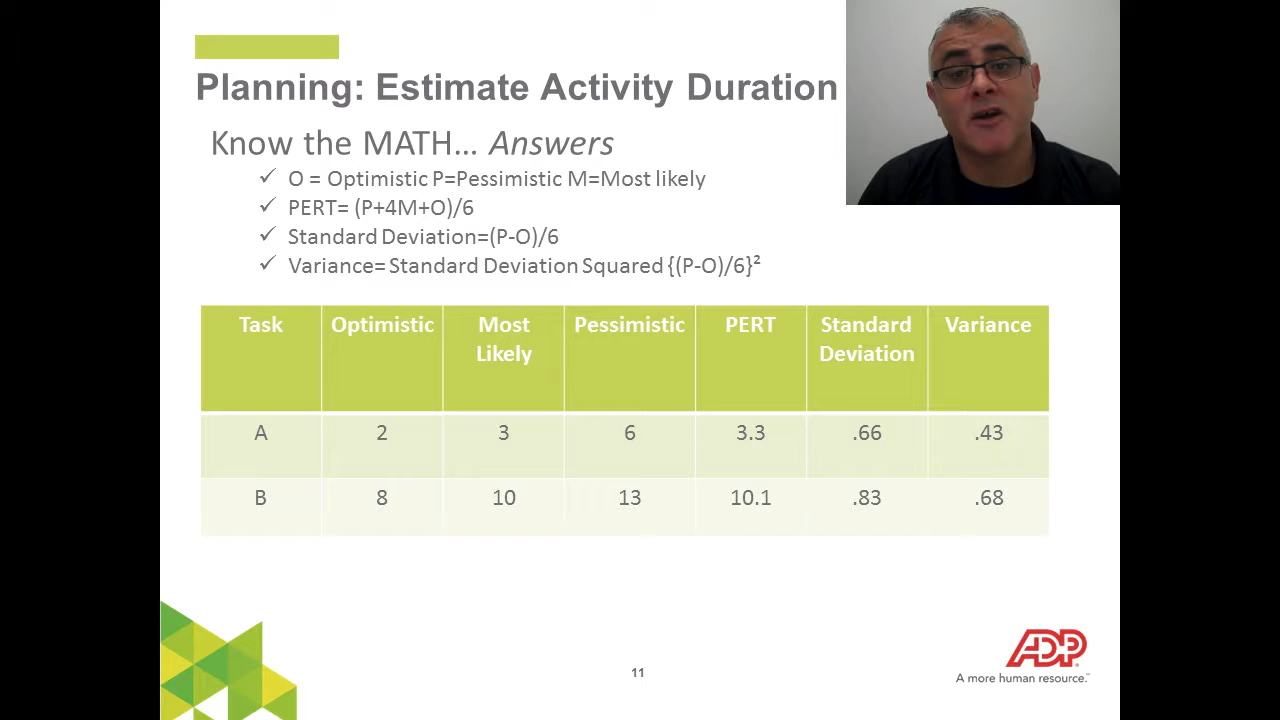 Planning: Estimate Activity Duration
Know the MATH… Answers
✓ O = Optimistic P=Pessimistic M=Most likely
✓ PERT= (P+4M+O)/6
✓ Standard Deviation=(P-O)/6
✓ Variance= Standard Deviation Squared {(P-O)/6}²
Task Optimistic Most Likely Pessimistic PERT Standard Deviation Variance
A 2 3 6 3.3 .66 .43
B 8 10 13 10.1 .83 .68
11
ADP
A more human resource.™